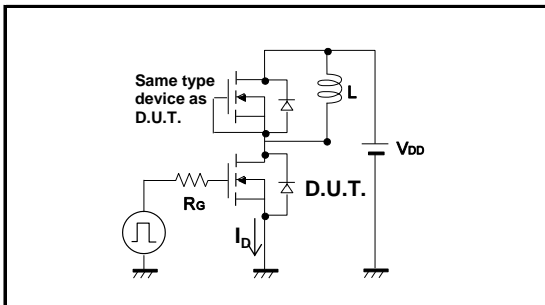 Same type
device as
D.U.T.
L
VDD
D.U.T.
RG
ID